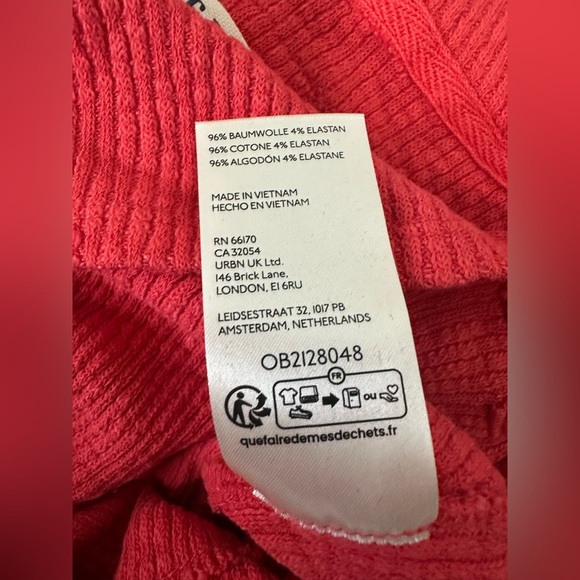 96% BAUMWOLLE 4% ELASTAN
96% COTONE 4% ELASTAN
96% ALGODÓN 4% ELASTANE
MADE IN VIETNAM
HECHO EN VIETNAM
RN 66170
CA 32054
URBN UK Ltd.
146 Brick Lane,
LONDON, E1 6RU
LEIDSESTRAAT 32, 1017 PB
AMSTERDAM, NETHERLANDS
OB2128048
FR
ou
quefairedemesdechets.fr